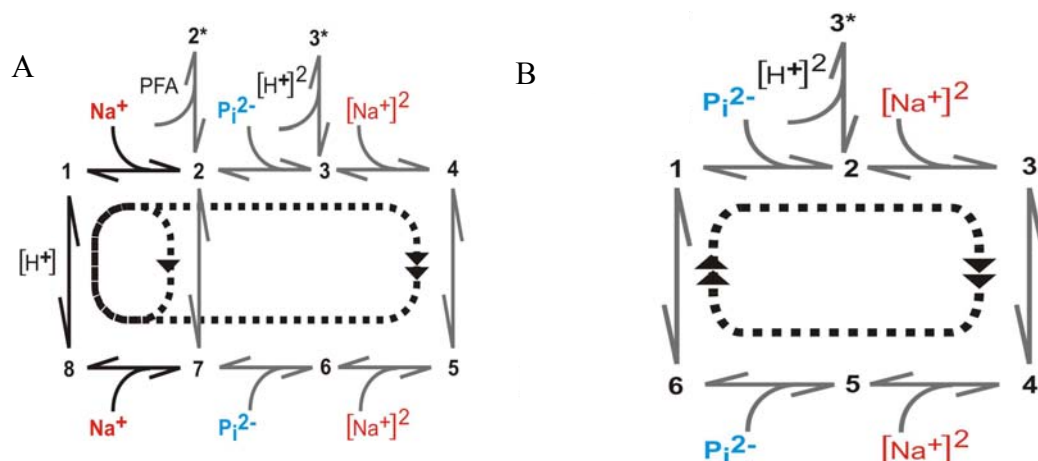 A
2*
3*
PFA
[H+]²
Na+
Pi²-
[Na+]²
1
2
3
4
[H+]
8
7
6
5
Na+
Pi²-
[Na+]²
B
3*
[H+]²
Pi²-
[Na+]²
1
2
3
6
5
4
Pi²-
[Na+]²